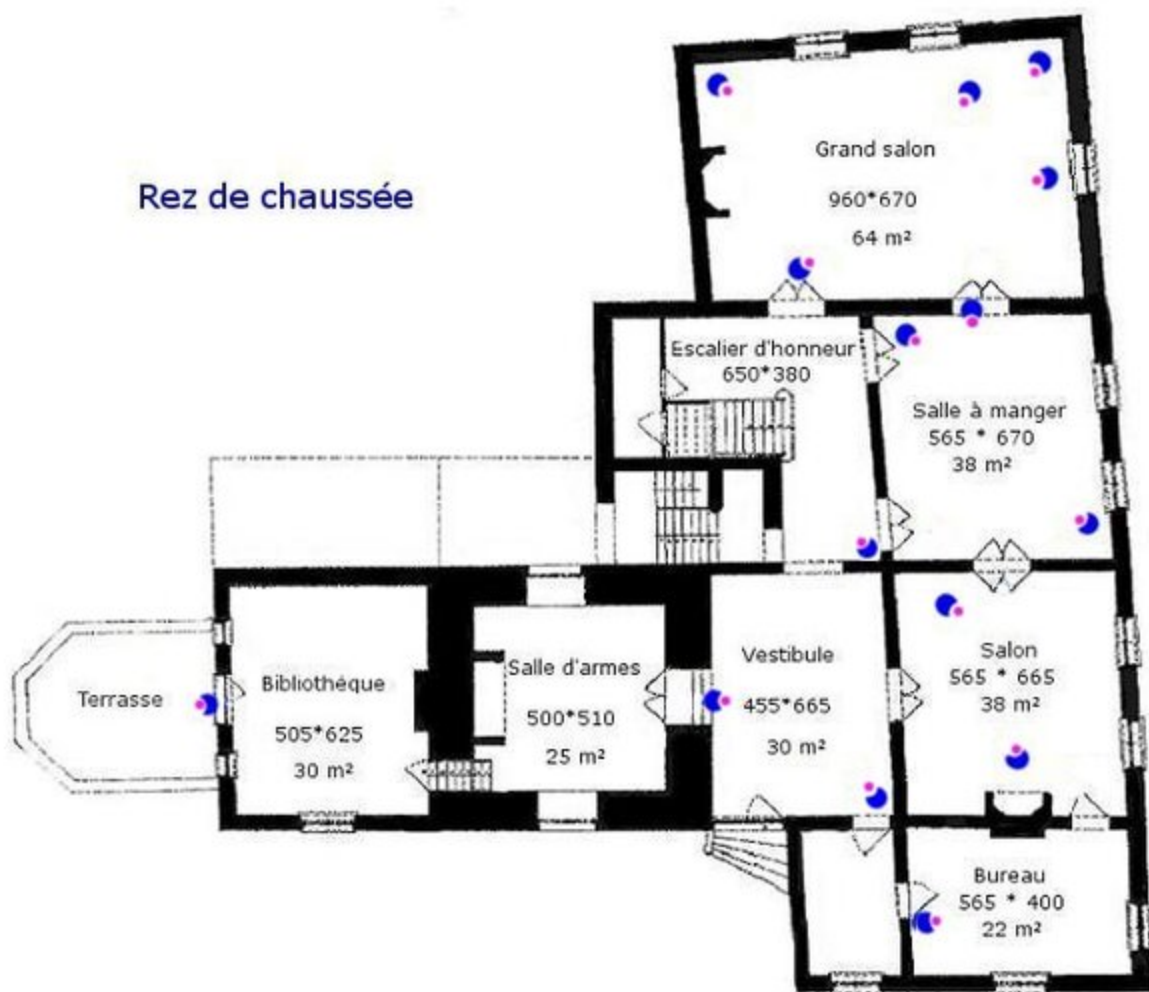 Rez de chaussée
Grand salon
960*670
64 m²
Escalier d'honneur
650*380
Salle à manger
565 * 670
38 m²
Terrasse
Bibliothéque
505*625
30 m²
Salle d'armes
500*510
25 m²
Vestibule
455*665
30 m²
Salon
565 * 665
38 m²
Bureau
565 * 400
22 m²